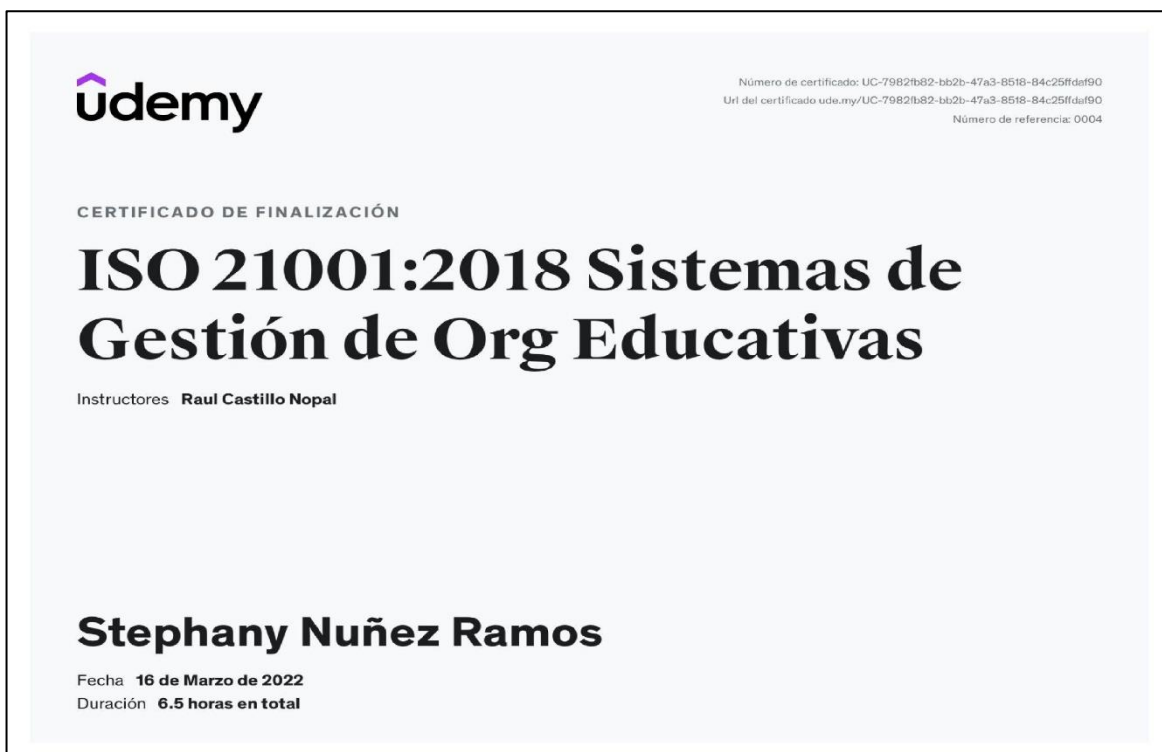 udemy
Número de certificado: UC-7982fb82-bb2b-47a3-8518-84c25ffdaf90
Url del certificado ude.my/UC-7982fb82-bb2b-47a3-8518-84c25ffdaf90
Número de referencia: 0004
CERTIFICADO DE FINALIZACIÓN
ISO 21001:2018 Sistemas de
Gestión de Org Educativas
Instructores Raul Castillo Nopal
Stephany Nuñez Ramos
Fecha 16 de Marzo de 2022
Duración 6.5 horas en total